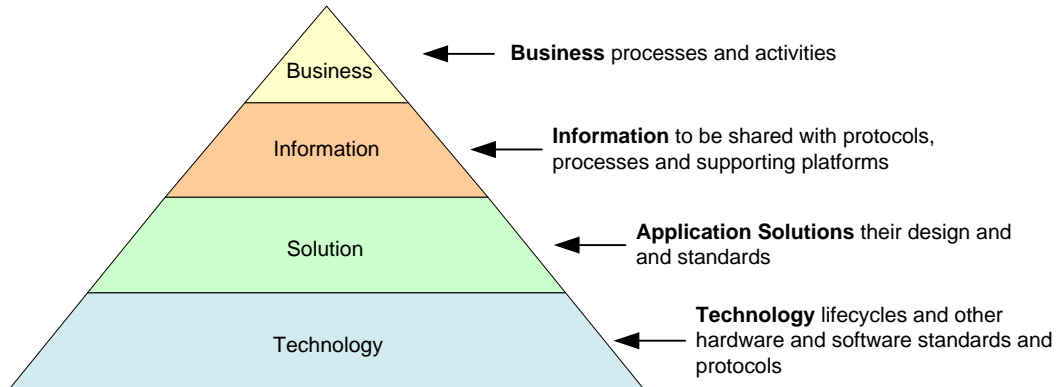 Business
Business processes and activities
Information
Information to be shared with protocols,
processes and supporting platforms
Solution
Application Solutions their design and
and standards
Technology
Technology lifecycles and other
hardware and software standards and
protocols